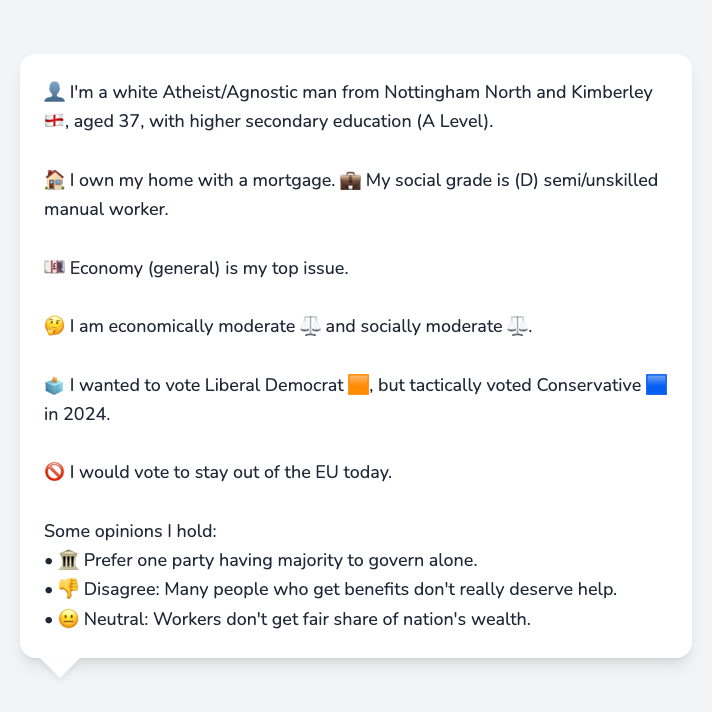 👤 I'm a white Atheist/Agnostic man from Nottingham North and Kimberley
🏴󠁧󠁢󠁥󠁮󠁧󠁿, aged 37, with higher secondary education (A Level).
🏠 I own my home with a mortgage. 💼 My social grade is (D) semi/unskilled
manual worker.
💷 Economy (general) is my top issue.
🤔 I am economically moderate ⚖️ and socially moderate ⚖️.
🗳️ I wanted to vote Liberal Democrat 🟧, but tactically voted Conservative 🟦
in 2024.
🚫 I would vote to stay out of the EU today.
Some opinions I hold:
• 🏛️ Prefer one party having majority to govern alone.
• 👎 Disagree: Many people who get benefits don't really deserve help.
• 😐 Neutral: Workers don't get fair share of nation's wealth.